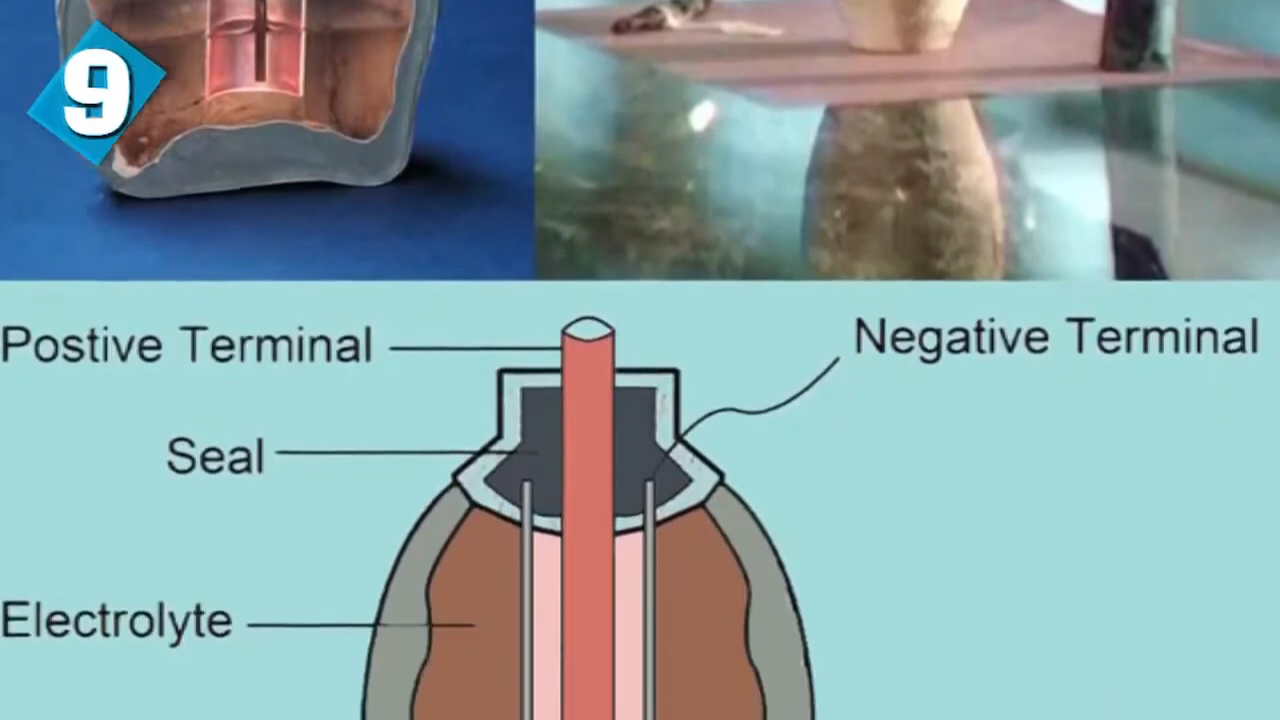 9
Postive Terminal
Negative Terminal
Seal
Electrolyte